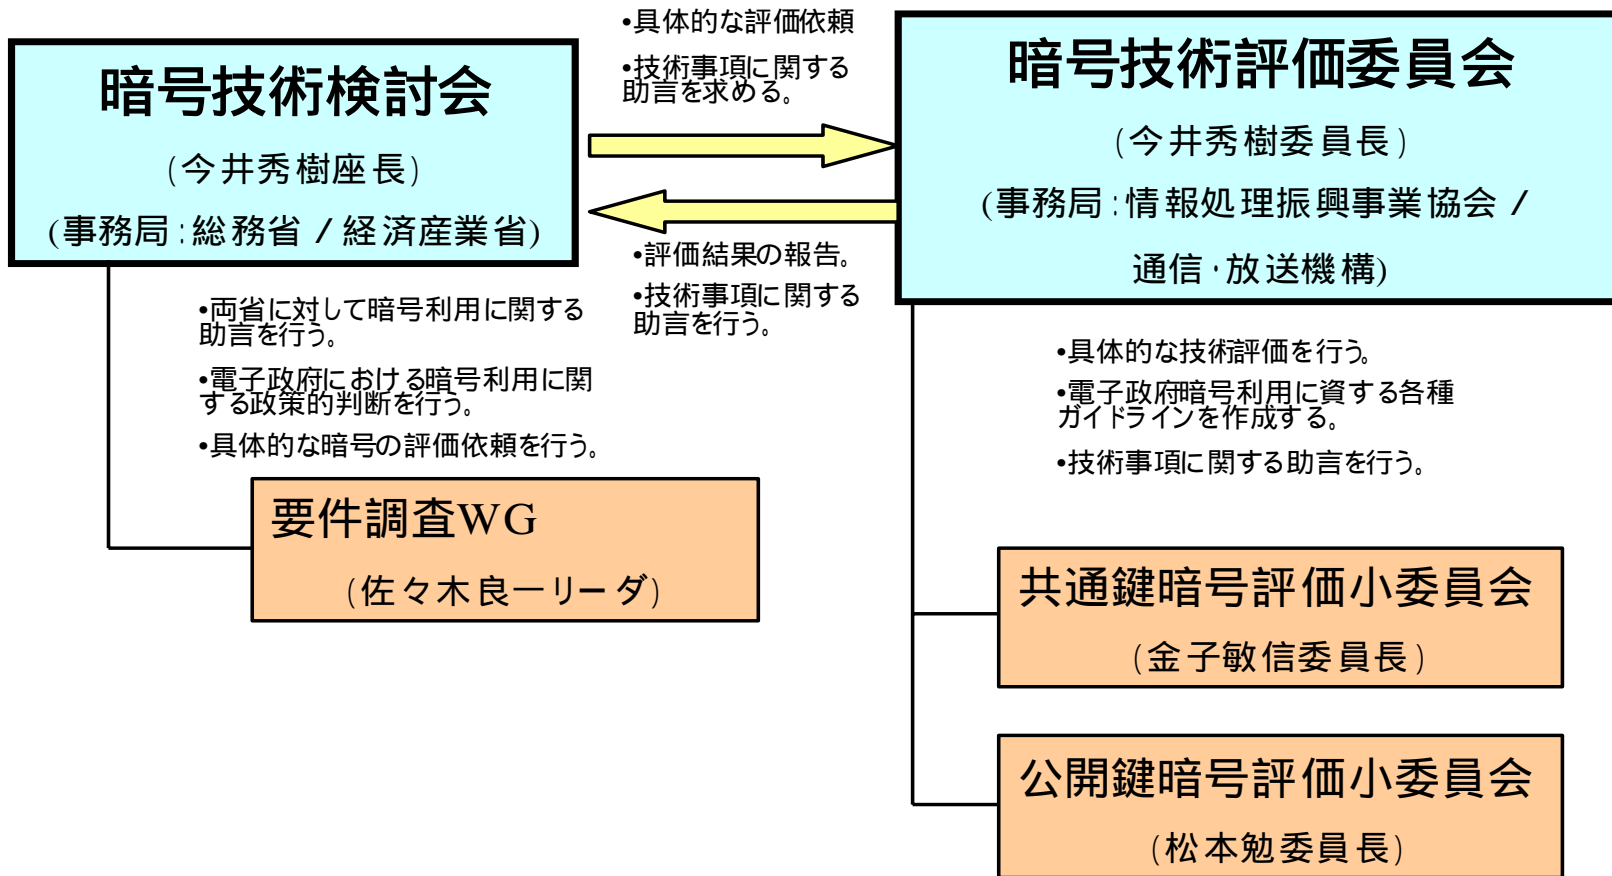 暗号技術検討会
(今井秀樹座長)
(事務局:総務省 / 経済産業省)
•具体的な評価依頼
•技術事項に関する
助言を求める。
•評価結果の報告。
•技術事項に関する
助言を行う。
暗号技術評価委員会
(今井秀樹委員長)
(事務局:情報処理振興事業協会 /
通信・放送機構)
•両省に対して暗号利用に関する
助言を行う。
•電子政府における暗号利用に関
する政策的判断を行う。
•具体的な暗号の評価依頼を行う。
•具体的な技術評価を行う。
•電子政府暗号利用に資する各種
ガイドラインを作成する。
•技術事項に関する助言を行う。
要件調査WG
(佐々木良一リーダ)
共通鍵暗号評価小委員会
(金子敏信委員長)
公開鍵暗号評価小委員会
(松本勉委員長)